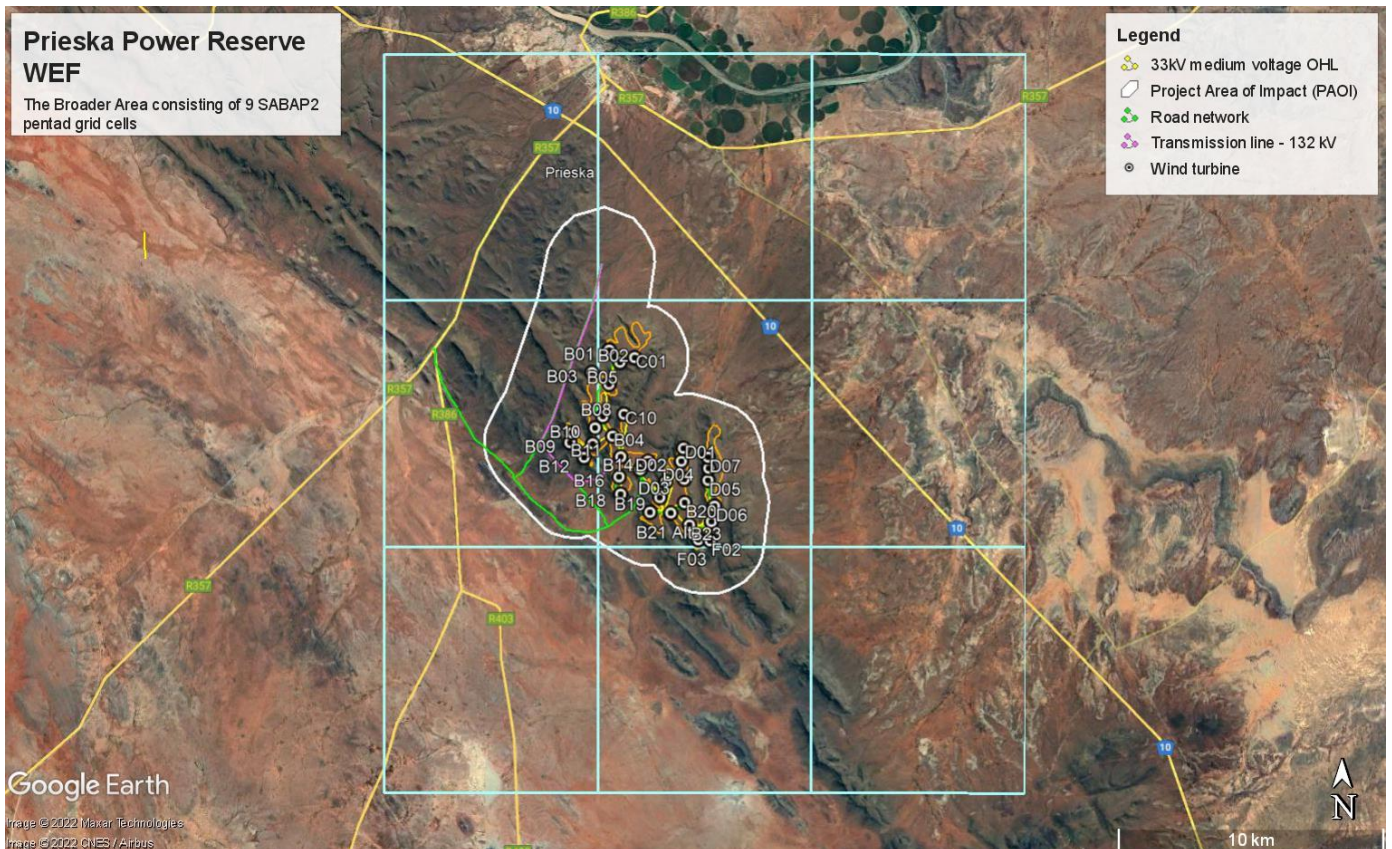 Prieska Power Reserve
WEF
The Broader Area consisting of 9 SABAP2
pentad grid cells
Legend
33kV medium voltage OHL
Project Area of Impact (PAOI)
Road network
Transmission line - 132 kV
Wind turbine
R386
R357
R357
10
R357
Prieska
10
B01
B02
C01
B03
B05
R357
R386
B08
C10
B10
B04
B09
D01
B12
B14
D02
D07
D04
B16
D03
D05
B18
B19
B20
D06
B21
Alt
B23
F02
F03
10
R357
R403
10
Google Earth
Image © 2022 Maxar Technologies
Image © 2022 CNES / Airbus
N
10 km